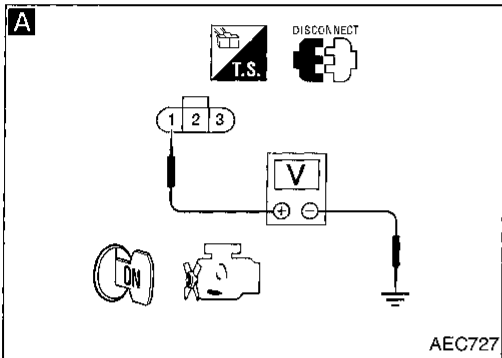 A
DISCONNECT
T.S.
1 2 3
V
+ −
ON
AEC727